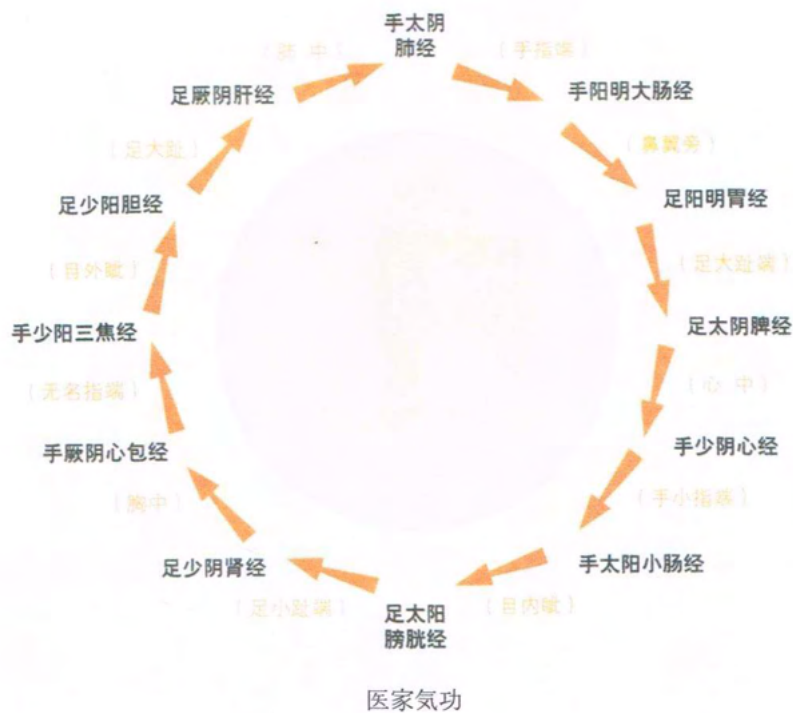 手太阴
肺经
（肺 中）
（手指端）
足厥阴肝经
手阳明大肠经
（足大趾）
（鼻翼旁）
足少阳胆经
足阳明胃经
（目外眦）
（足大趾端）
手少阳三焦经
足太阴脾经
（无名指端）
（心 中）
手厥阴心包经
手少阴心经
（胸中）
（手小指端）
足少阴肾经
手太阳小肠经
（足小趾端）
（目内眦）
足太阳
膀胱经
医家気功